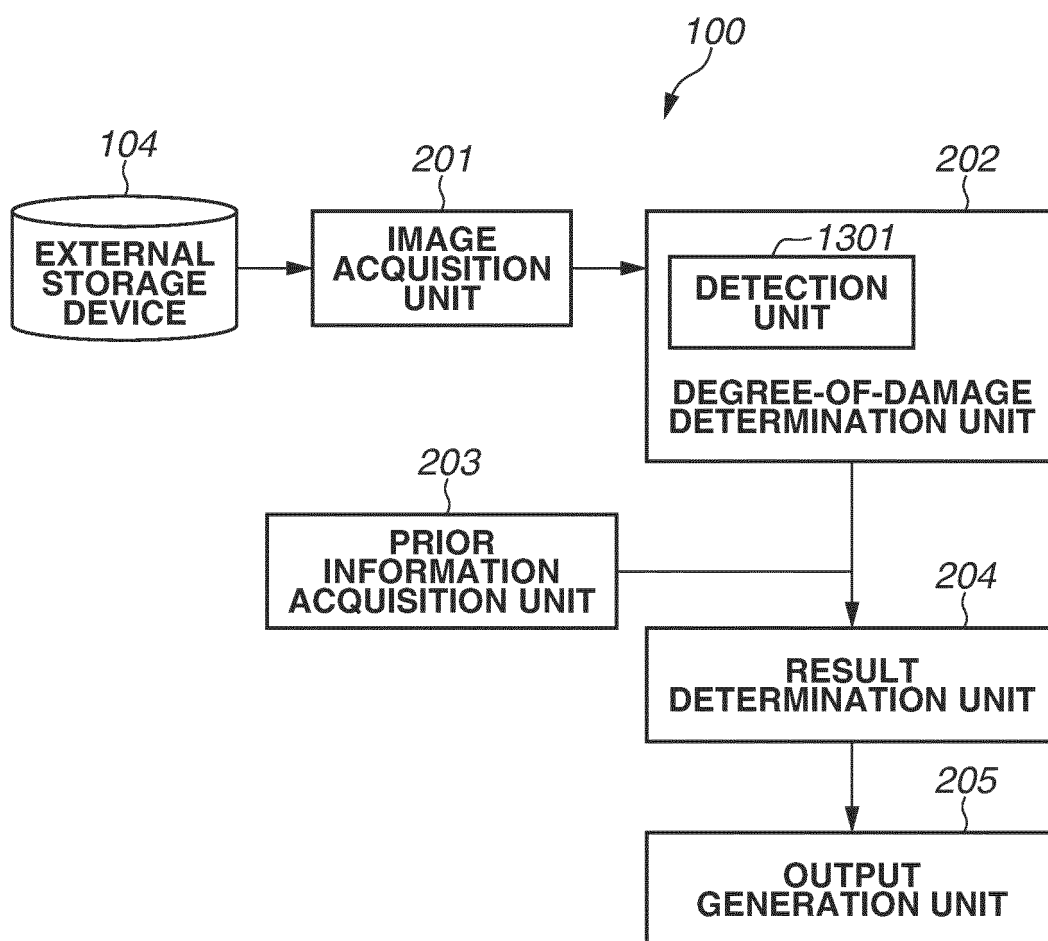 100
104
EXTERNAL
STORAGE
DEVICE
201
IMAGE
ACQUISITION
UNIT
202
1301
DETECTION
UNIT
DEGREE-OF-DAMAGE
DETERMINATION UNIT
203
PRIOR
INFORMATION
ACQUISITION UNIT
204
RESULT
DETERMINATION UNIT
205
OUTPUT
GENERATION UNIT